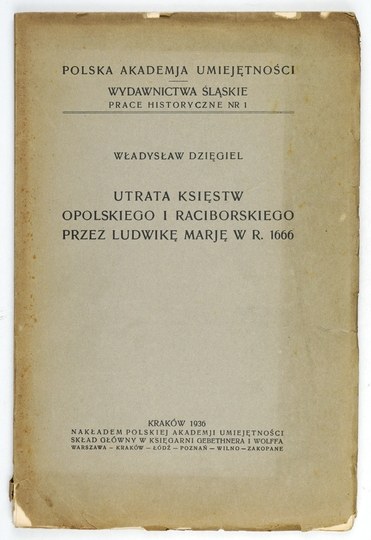 POLSKA AKADEMJA UMIEJĘTNOŚCI
WYDAWNICTWA ŚLĄSKIE
PRACE HISTORYCZNE NR 1
WŁADYSŁAW DZIĘGIEL
UTRATA KSIĘSTW
OPOLSKIEGO I RACIBORSKIEGO
PRZEZ LUDWIKĘ MARJĘ W R. 1666
KRAKÓW 1936
NAKŁADEM POLSKIEJ AKADEMJI UMIEJĘTNOŚCI
SKŁAD GŁÓWNY W KSIĘGARNI GEBETHNERA I WOLFFA
WARSZAWA — KRAKÓW — ŁÓDŹ — POZNAŃ — WILNO — ZAKOPANE